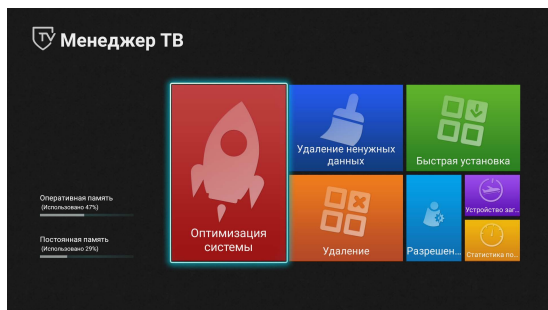 TV Менеджер ТВ
Удаление ненужных
данных
Быстрая установка
Оперативная память
(Использовано 47%)
Постоянная память
(Использовано 29%)
Оптимизация
системы
Удаление
Разрешен...
Устройство заг...
Статистика по...